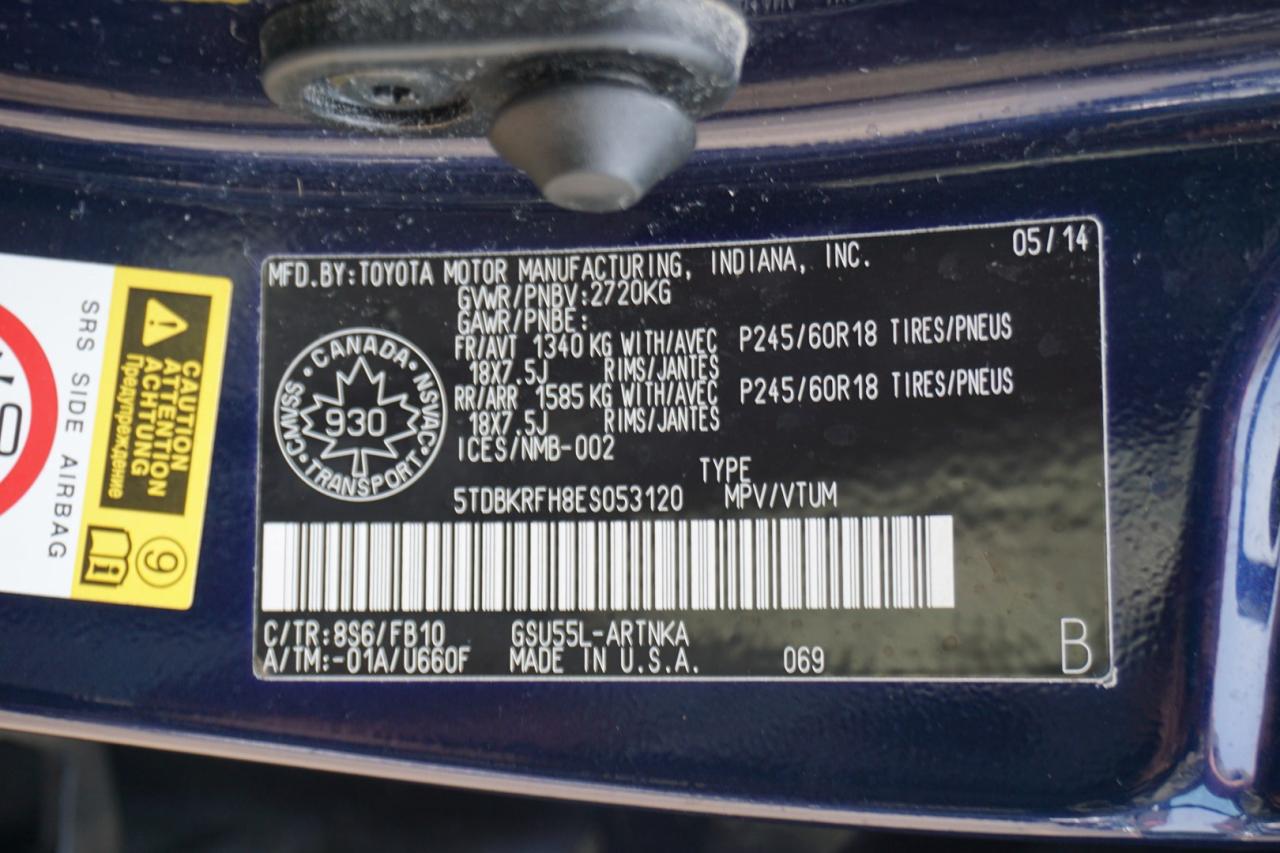 MFD.BY:TOYOTA MOTOR MANUFACTURING, INDIANA, INC. 05/14
GVWR/PNBV:2720KG
GAWR/PNBE:
FR/AVT 1340 KG WITH/AVEC P245/60R18 TIRES/PNEUS
18X7.5J RIMS/JANTES
RR/ARR 1585 KG WITH/AVEC P245/60R18 TIRES/PNEUS
18X7.5J RIMS/JANTES
ICES/NMB-002
TYPE
5TDBKRFH8ES053120 MPV/VTUM
CANADA
CMVSS NSVAC
930
TRANSPORT
C/TR:8S6/FB10 GSU55L-ARTNKA
A/TM:-01A/U660F MADE IN U.S.A. 069
B
CAUTION
ATTENTION
ACHTUNG
Предупреждение
9
SRS SIDE AIRBAG